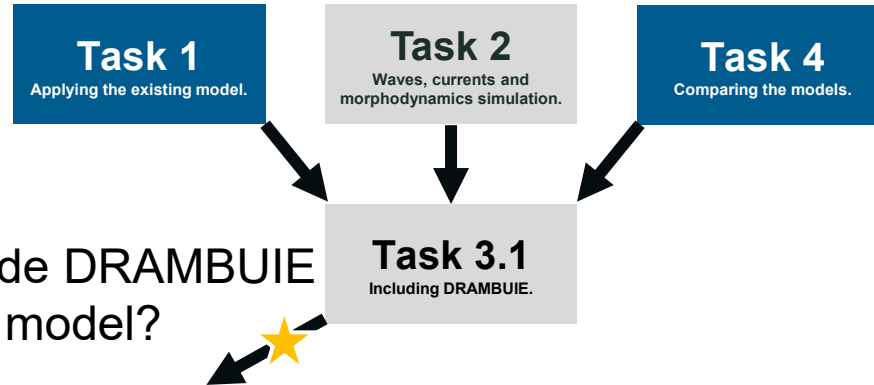 Task 1
Applying the existing model.
Task 2
Waves, currents and
morphodynamics simulation.
Task 4
Comparing the models.
Task 3.1
Including DRAMBUIE.
de DRAMBUIE
model?